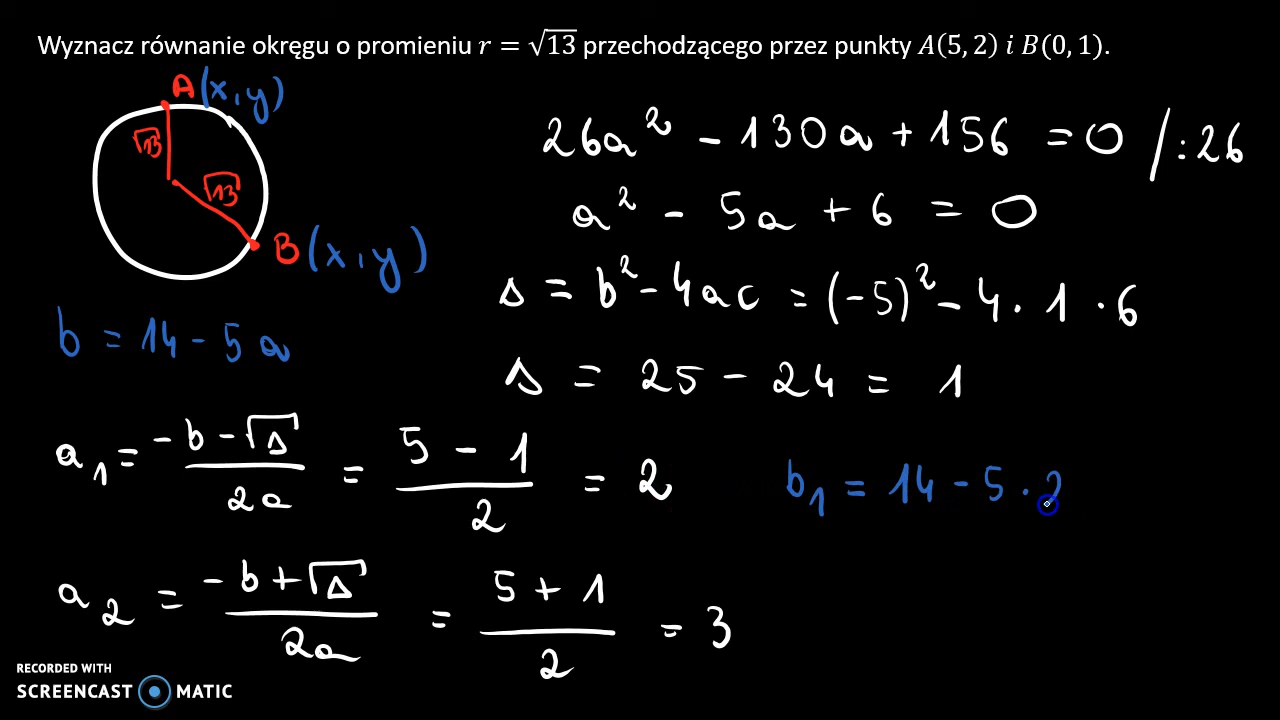 Wyznacz równanie okręgu o promieniu r = √13 przechodzącego przez punkty A(5, 2) i B(0, 1).
A(x, y)
√13
√13
B(x, y)
b = 14 - 5a
26a² - 130a + 156 = 0 /:26
a² - 5a + 6 = 0
Δ = b² - 4ac = (-5)² - 4 · 1 · 6
Δ = 25 - 24 = 1
a₁ = (-b - √Δ)/(2a) = (5 - 1)/2 = 2
b₁ = 14 - 5 · 2
a₂ = (-b + √Δ)/(2a) = (5 + 1)/2 = 3
RECORDED WITH
SCREENCAST MATIC